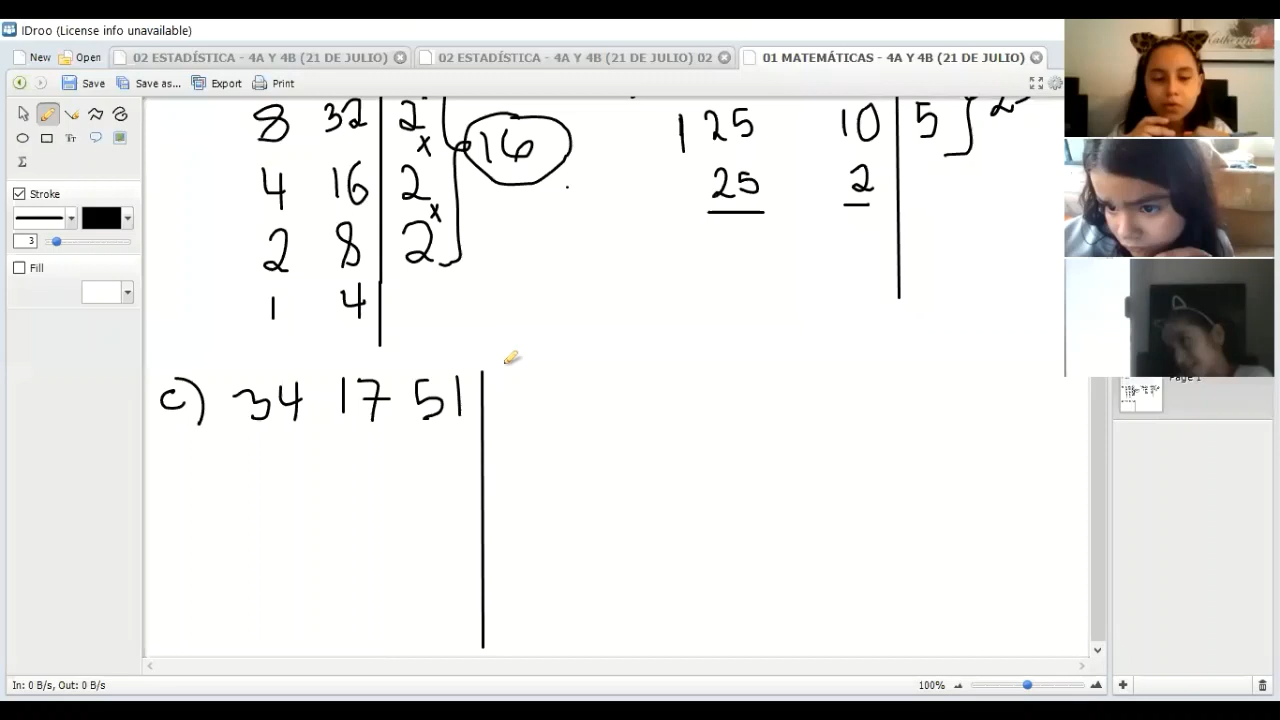 IDroo (License info unavailable)
New Open 02 ESTADÍSTICA - 4A Y 4B (21 DE JULIO) 02 ESTADÍSTICA - 4A Y 4B (21 DE JULIO) 02 01 MATEMÁTICAS - 4A Y 4B (21 DE JULIO)
Save Save as... Export Print
Stroke
3
Fill
8 32 2
x
4 16 2
x
2 8 2
1 4
16
125 10 5
25 2
c) 34 17 51
Page 1
In: 0 B/s, Out: 0 B/s 100%